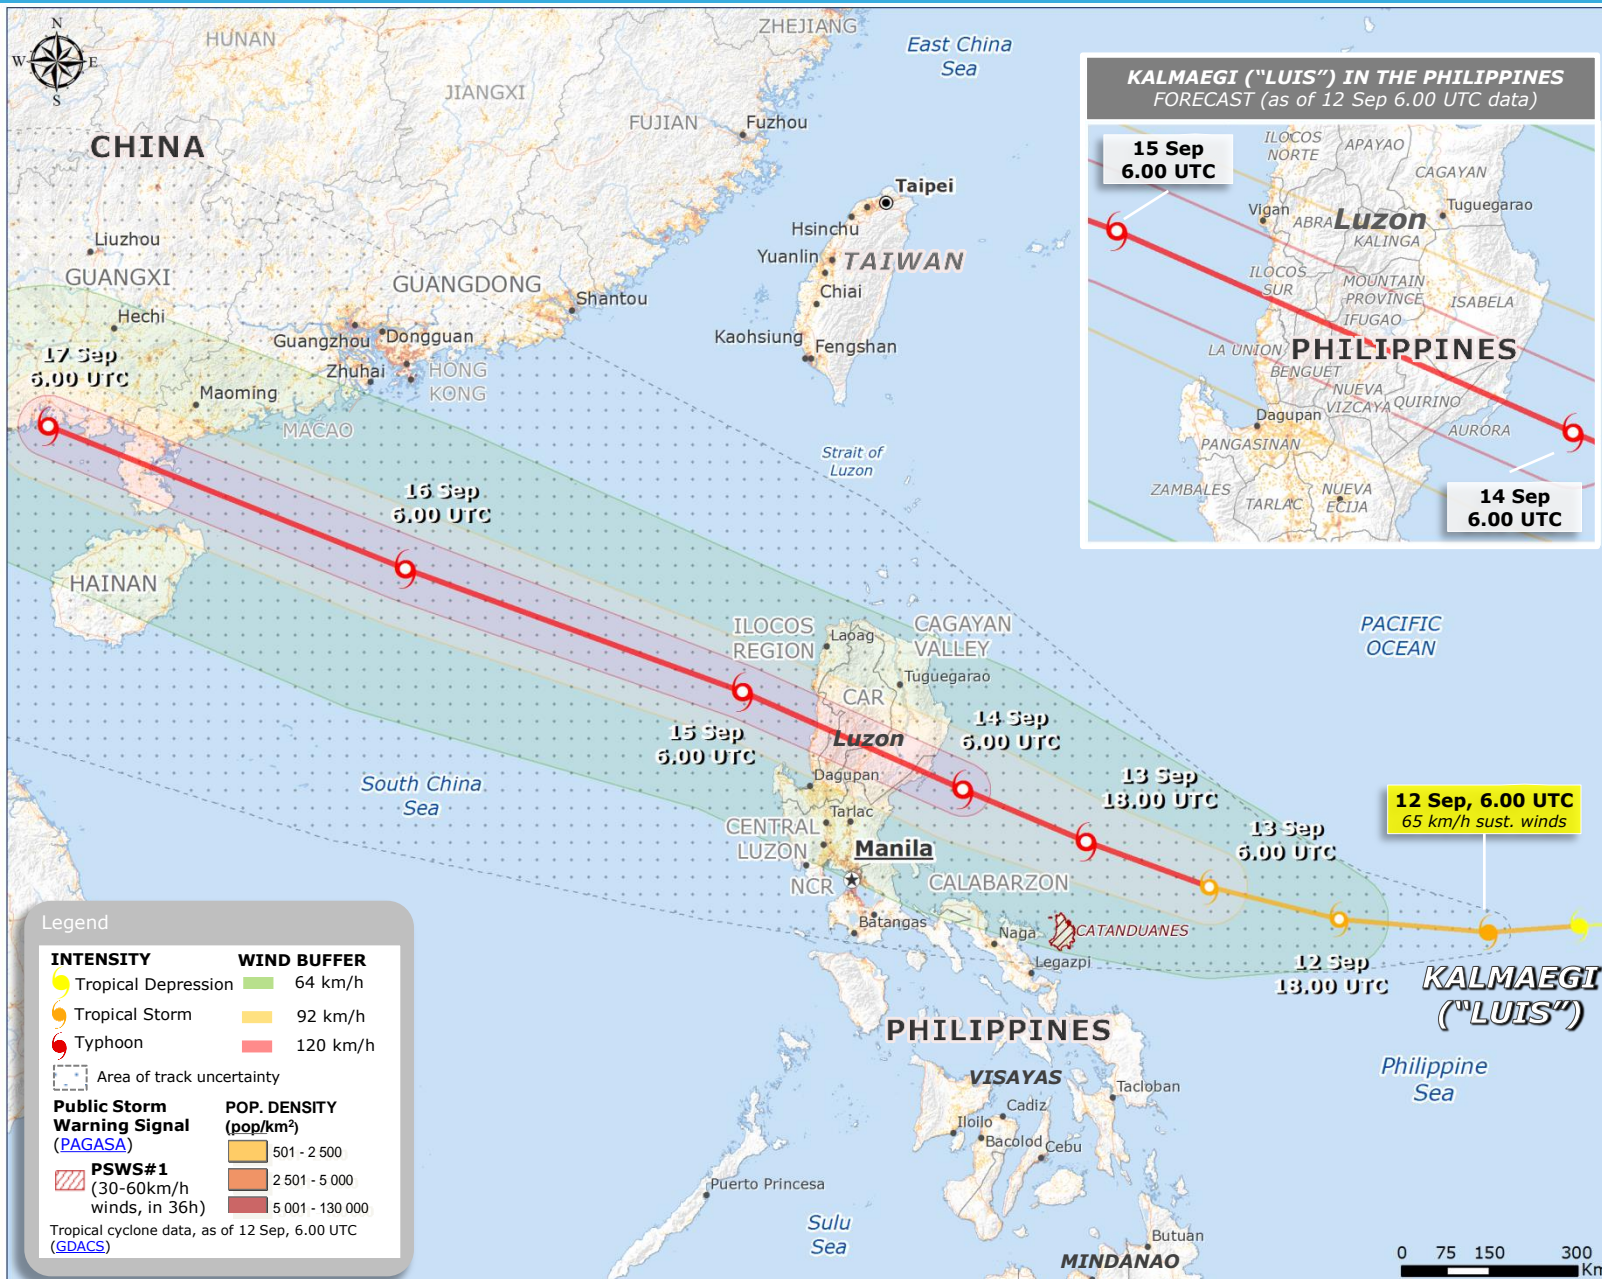 N
W
E
S
HUNAN
ZHEJIANG
East China
Sea
JIANGXI
FUJIAN
Fuzhou
CHINA
Taipei
Hsinchu
Yuanlin
TAIWAN
Chiai
Kaohsiung
Fengshan
Liuzhou
GUANGXI
GUANGDONG
Shantou
Hechi
Guangzhou
Dongguan
Zhuhai
HONG
KONG
Maoming
MACAO
17 Sep
6.00 UTC
16 Sep
6.00 UTC
HAINAN
Strait of
Luzon
KALMAEGI (“LUIS”) IN THE PHILIPPINES
FORECAST (as of 12 Sep 6.00 UTC data)
15 Sep
6.00 UTC
ILOCOS
NORTE
APAYAO
CAGAYAN
Vigan
ABRA
Luzon
Tuguegarao
KALINGA
ILOCOS
SUR
MOUNTAIN
PROVINCE
ISABELA
IFUGAO
LA UNION
PHILIPPINES
BENGUET
NUEVA
VIZCAYA
QUIRINO
Dagupan
AURORA
PANGASINAN
ZAMBALES
TARLAC
NUEVA
ECIJA
14 Sep
6.00 UTC
PACIFIC
OCEAN
ILOCOS
REGION
Laoag
CAGAYAN
VALLEY
Tuguegarao
CAR
Luzon
15 Sep
6.00 UTC
14 Sep
6.00 UTC
Dagupan
13 Sep
18.00 UTC
South China
Sea
Tarlac
CENTRAL
LUZON
Manila
12 Sep, 6.00 UTC
65 km/h sust. winds
13 Sep
6.00 UTC
NCR
CALABARZON
Batangas
Naga
CATANDUANES
Legazpi
12 Sep
18.00 UTC
KALMAEGI
(“LUIS”)
PHILIPPINES
VISAYAS
Philippine
Sea
Tacloban
Cadiz
Iloilo
Bacolod
Cebu
Puerto Princesa
Sulu
Sea
Butuan
MINDANAO
0 75 150 300
Km
Legend
INTENSITY
WIND BUFFER
Tropical Depression
64 km/h
Tropical Storm
92 km/h
Typhoon
120 km/h
Area of track uncertainty
Public Storm
Warning Signal
(PAGASA)
PSWS#1
(30-60km/h
winds, in 36h)
POP. DENSITY
(pop/km²)
501 - 2 500
2 501 - 5 000
5 001 - 130 000
Tropical cyclone data, as of 12 Sep, 6.00 UTC
(GDACS)